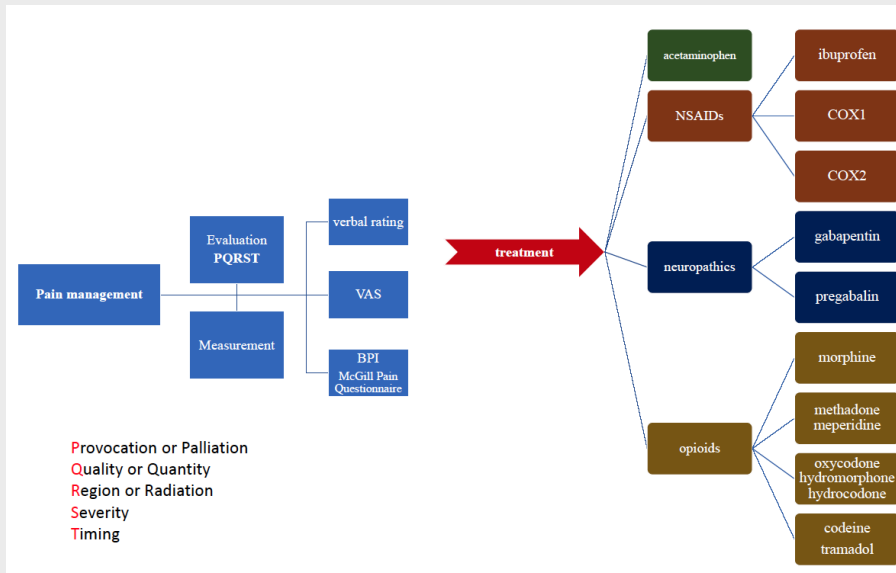 Pain management
Evaluation
PQRST
Measurement
verbal rating
VAS
BPI
McGill Pain
Questionnaire
Provocation or Palliation
Quality or Quantity
Region or Radiation
Severity
Timing
treatment
acetaminophen
NSAIDs
ibuprofen
COX1
COX2
neuropathics
gabapentin
pregabalin
opioids
morphine
methadone
meperidine
oxycodone
hydromorphone
hydrocodone
codeine
tramadol